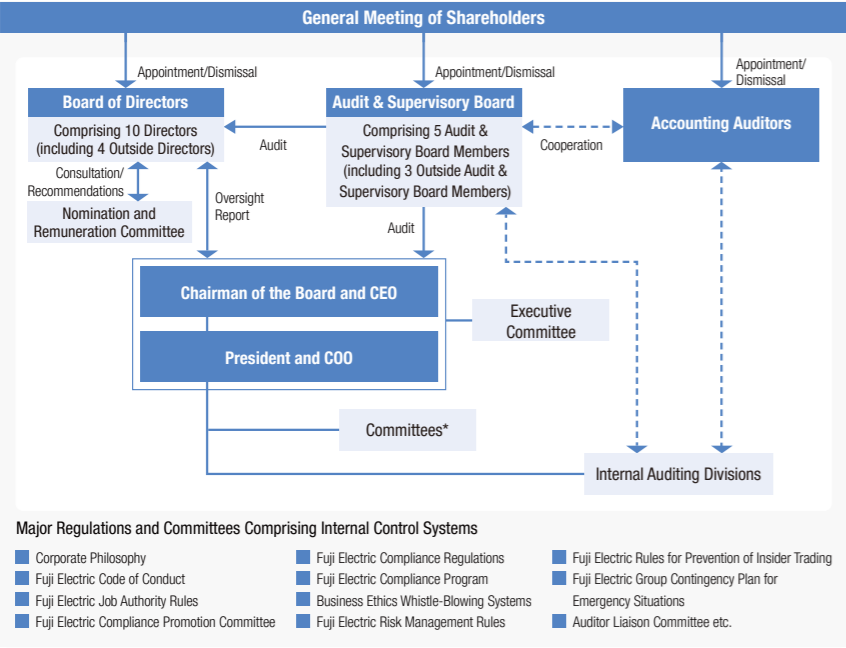 General Meeting of Shareholders
Appointment/Dismissal
Appointment/Dismissal
Appointment/
Dismissal
Board of Directors
Comprising 10 Directors
(including 4 Outside Directors)
Audit
Audit & Supervisory Board
Comprising 5 Audit &
Supervisory Board Members
(including 3 Outside Audit &
Supervisory Board Members)
Cooperation
Accounting Auditors
Consultation/
Recommendations
Nomination and
Remuneration Committee
Oversight
Report
Audit
Chairman of the Board and CEO
President and COO
Executive
Committee
Committees*
Internal Auditing Divisions
Major Regulations and Committees Comprising Internal Control Systems
Corporate Philosophy
Fuji Electric Code of Conduct
Fuji Electric Job Authority Rules
Fuji Electric Compliance Promotion Committee
Fuji Electric Compliance Regulations
Fuji Electric Compliance Program
Business Ethics Whistle-Blowing Systems
Fuji Electric Risk Management Rules
Fuji Electric Rules for Prevention of Insider Trading
Fuji Electric Group Contingency Plan for
Emergency Situations
Auditor Liaison Committee etc.